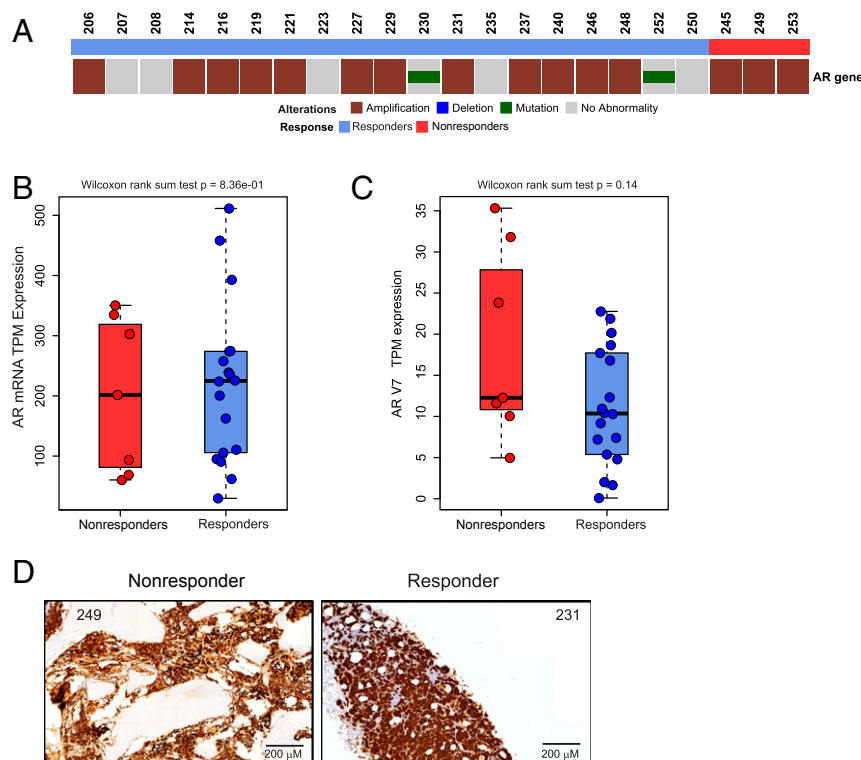 A
206 207 208 214 216 219 221 223 227 229 230 231 235 237 240 246 248 252 250 245 249 253
AR gene
Alterations Amplification Deletion Mutation No Abnormality
Response Responders Nonresponders
B
Wilcoxon rank sum test p = 8.36e-01
AR mRNA TPM Expression
500
400
300
200
100
Nonresponders Responders
C
Wilcoxon rank sum test p = 0.14
AR V7 TPM expression
35
30
25
20
15
10
5
0
Nonresponders Responders
D
Nonresponder Responder
249
200 µM
231
200 µM